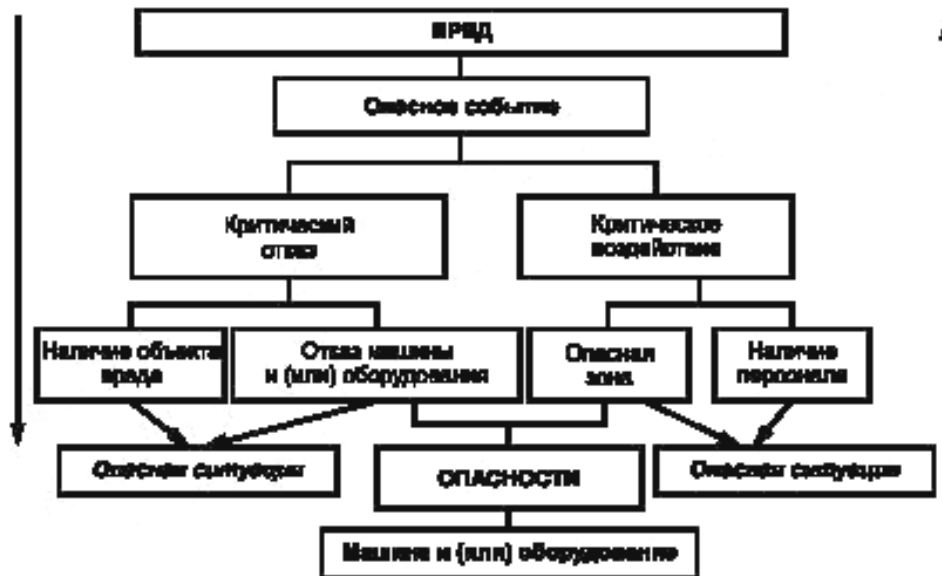 ВРЕД
Опасное событие
Критический
отказ
Критическое
воздействие
Наличие объекта
вреда
Отказ машины
и (или) оборудования
Опасная
зона
Наличие
персонала
Опасная ситуация
ОПАСНОСТИ
Опасная ситуация
Машина и (или) оборудование